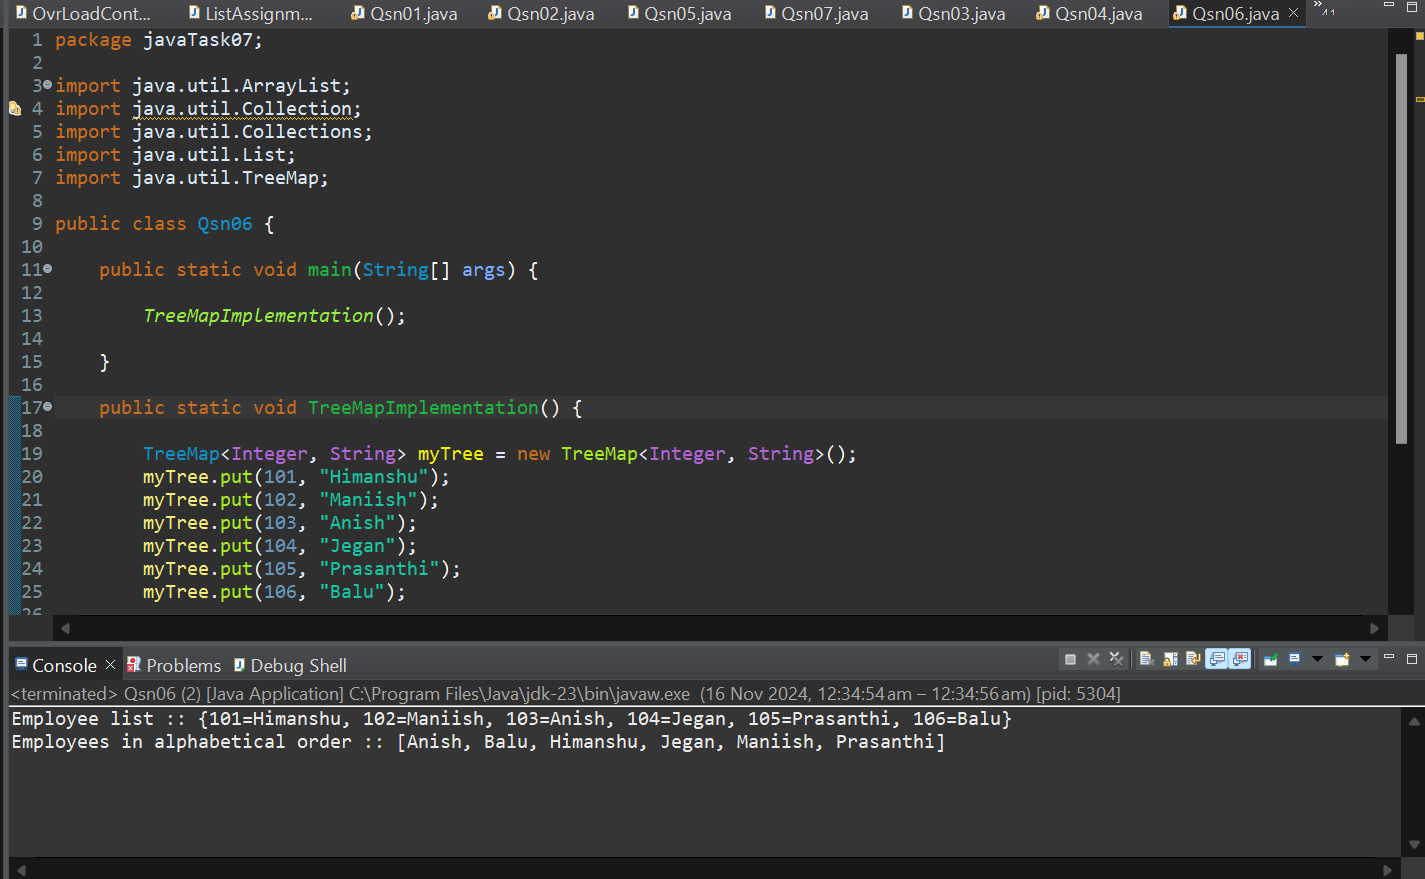 OvrLoadCont... ListAssignm... Qsn01.java Qsn02.java Qsn05.java Qsn07.java Qsn03.java Qsn04.java Qsn06.java » 41
1 package javaTask07;
2
3 import java.util.ArrayList;
4 import java.util.Collection;
5 import java.util.Collections;
6 import java.util.List;
7 import java.util.TreeMap;
8
9 public class Qsn06 {
10
11 public static void main(String[] args) {
12
13 TreeMapImplementation();
14
15 }
16
17 public static void TreeMapImplementation() {
18
19 TreeMap<Integer, String> myTree = new TreeMap<Integer, String>();
20 myTree.put(101, "Himanshu");
21 myTree.put(102, "Maniish");
22 myTree.put(103, "Anish");
23 myTree.put(104, "Jegan");
24 myTree.put(105, "Prasanthi");
25 myTree.put(106, "Balu");
26
Console Problems Debug Shell
<terminated> Qsn06 (2) [Java Application] C:\Program Files\Java\jdk-23\bin\javaw.exe (16 Nov 2024, 12:34:54 am – 12:34:56 am) [pid: 5304]
Employee list :: {101=Himanshu, 102=Maniish, 103=Anish, 104=Jegan, 105=Prasanthi, 106=Balu}
Employees in alphabetical order :: [Anish, Balu, Himanshu, Jegan, Maniish, Prasanthi]